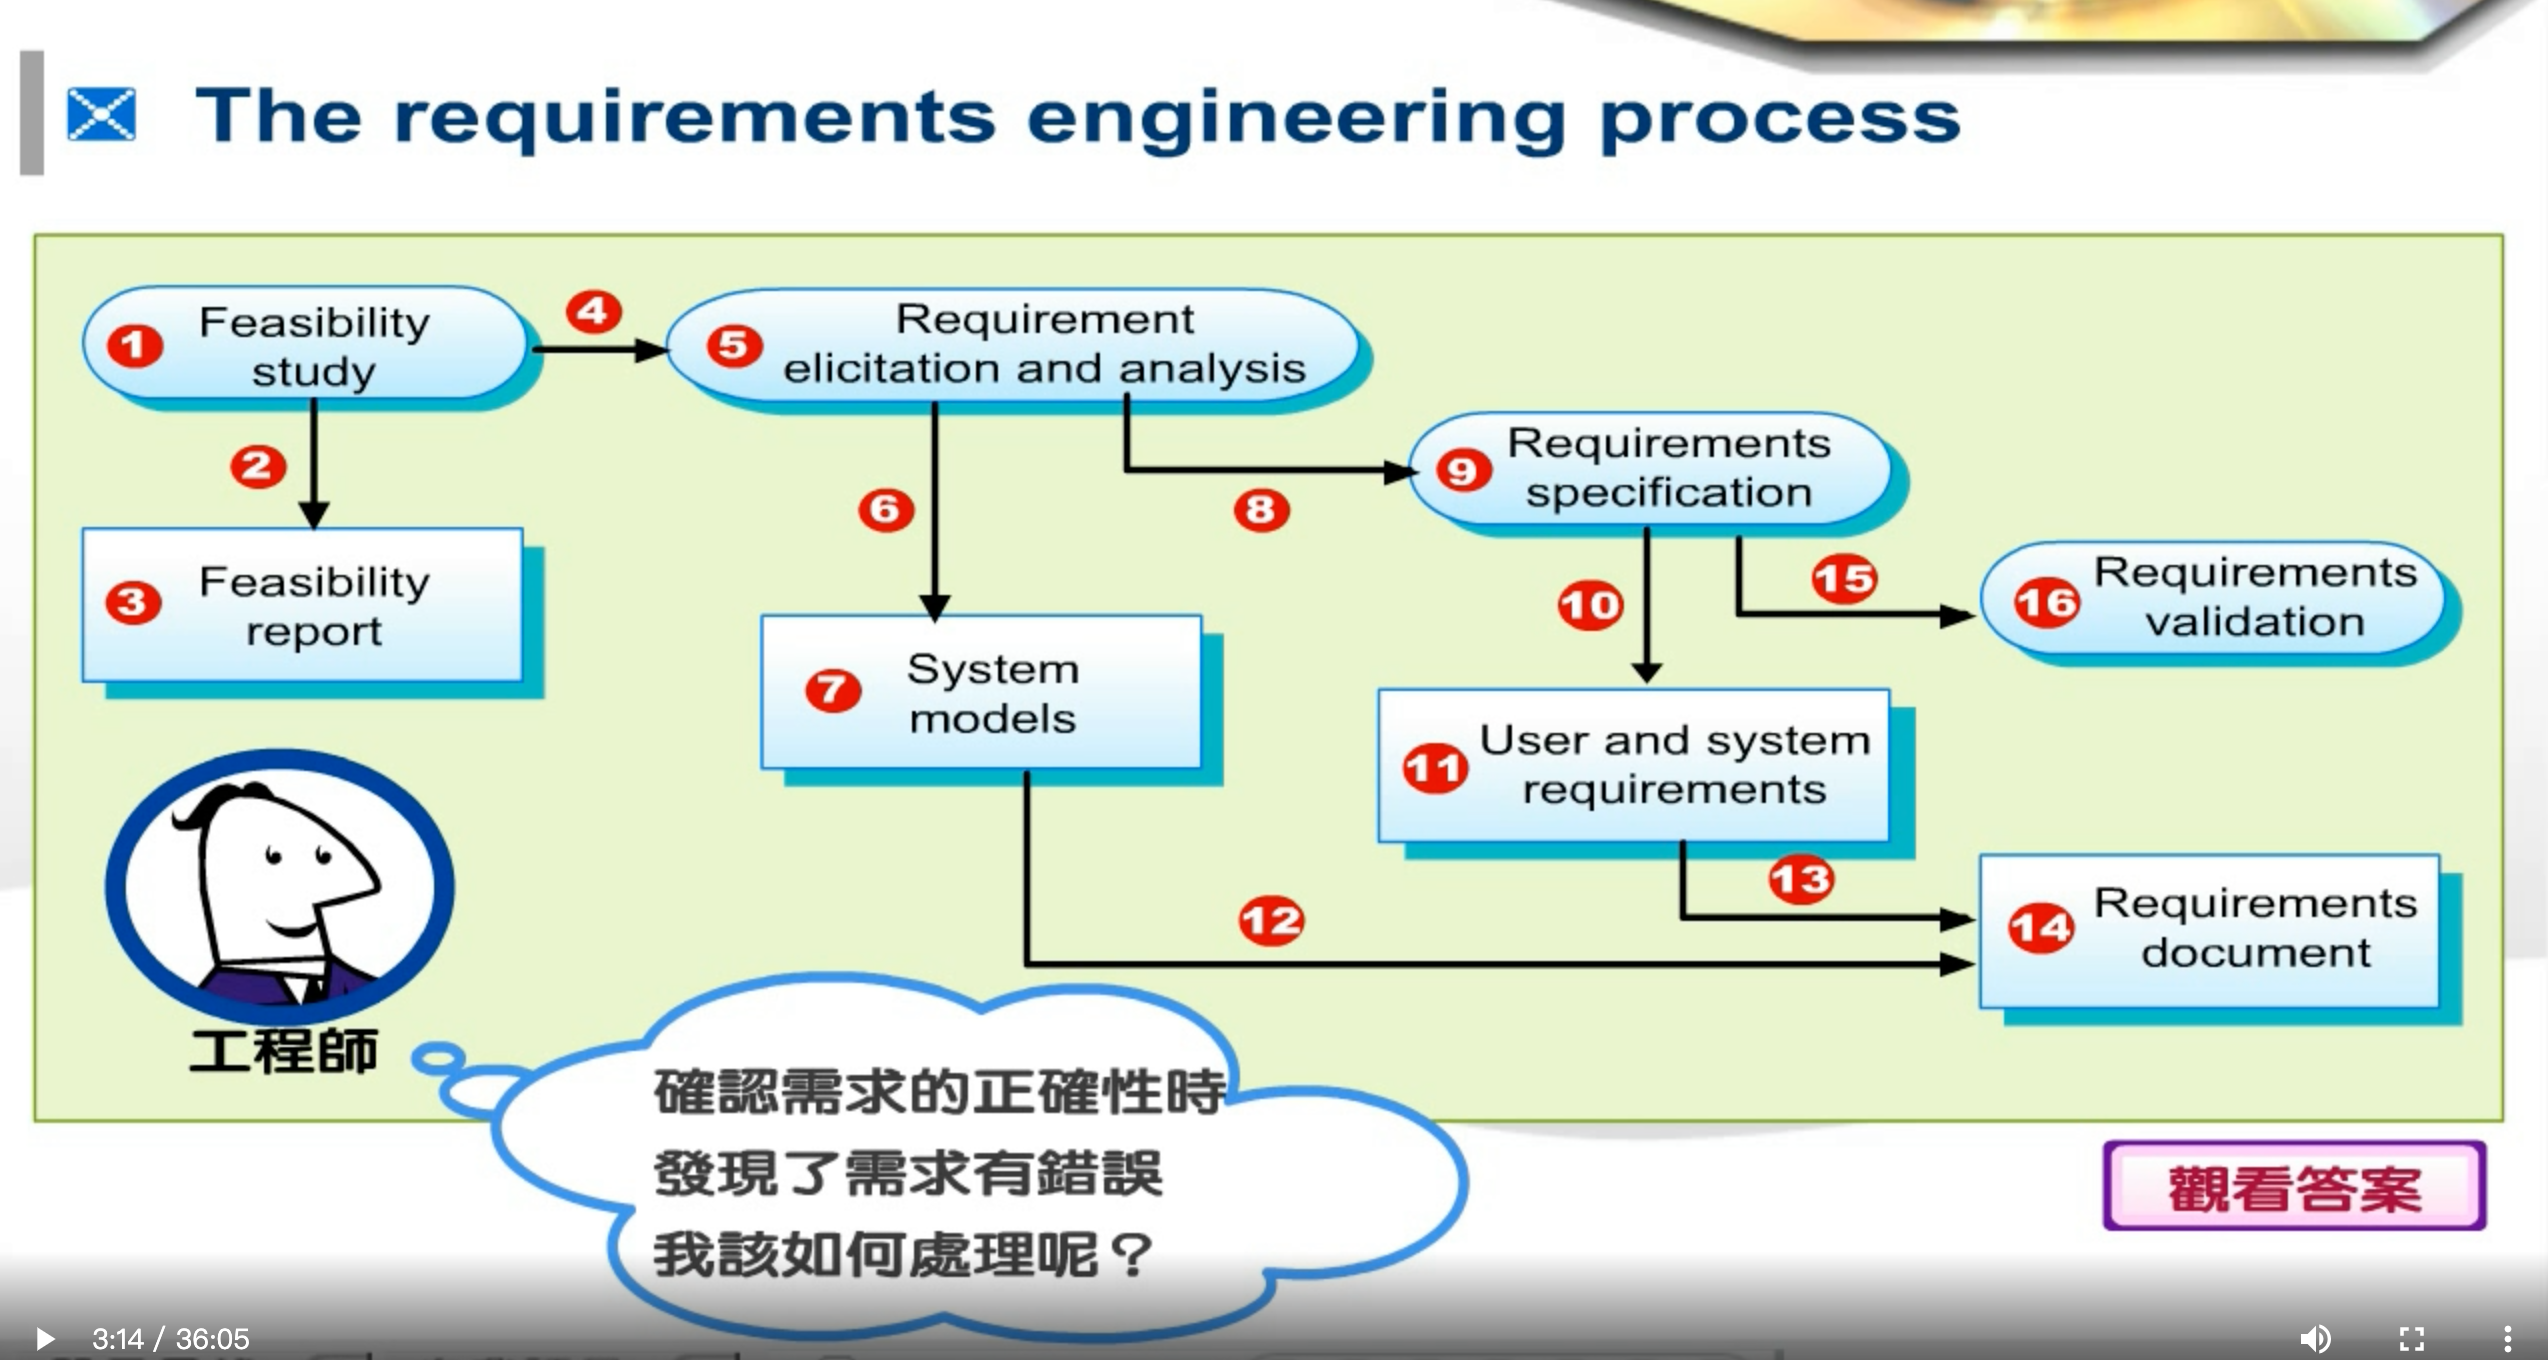 The requirements engineering process
1 Feasibility
study
4
5 Requirement
elicitation and analysis
2
3 Feasibility
report
6
7 System
models
8
9 Requirements
specification
10
15
16 Requirements
validation
11 User and system
requirements
12
13
14 Requirements
document
工程師
確認需求的正確性時
發現了需求有錯誤
我該如何處理呢？
觀看答案
3:14 / 36:05